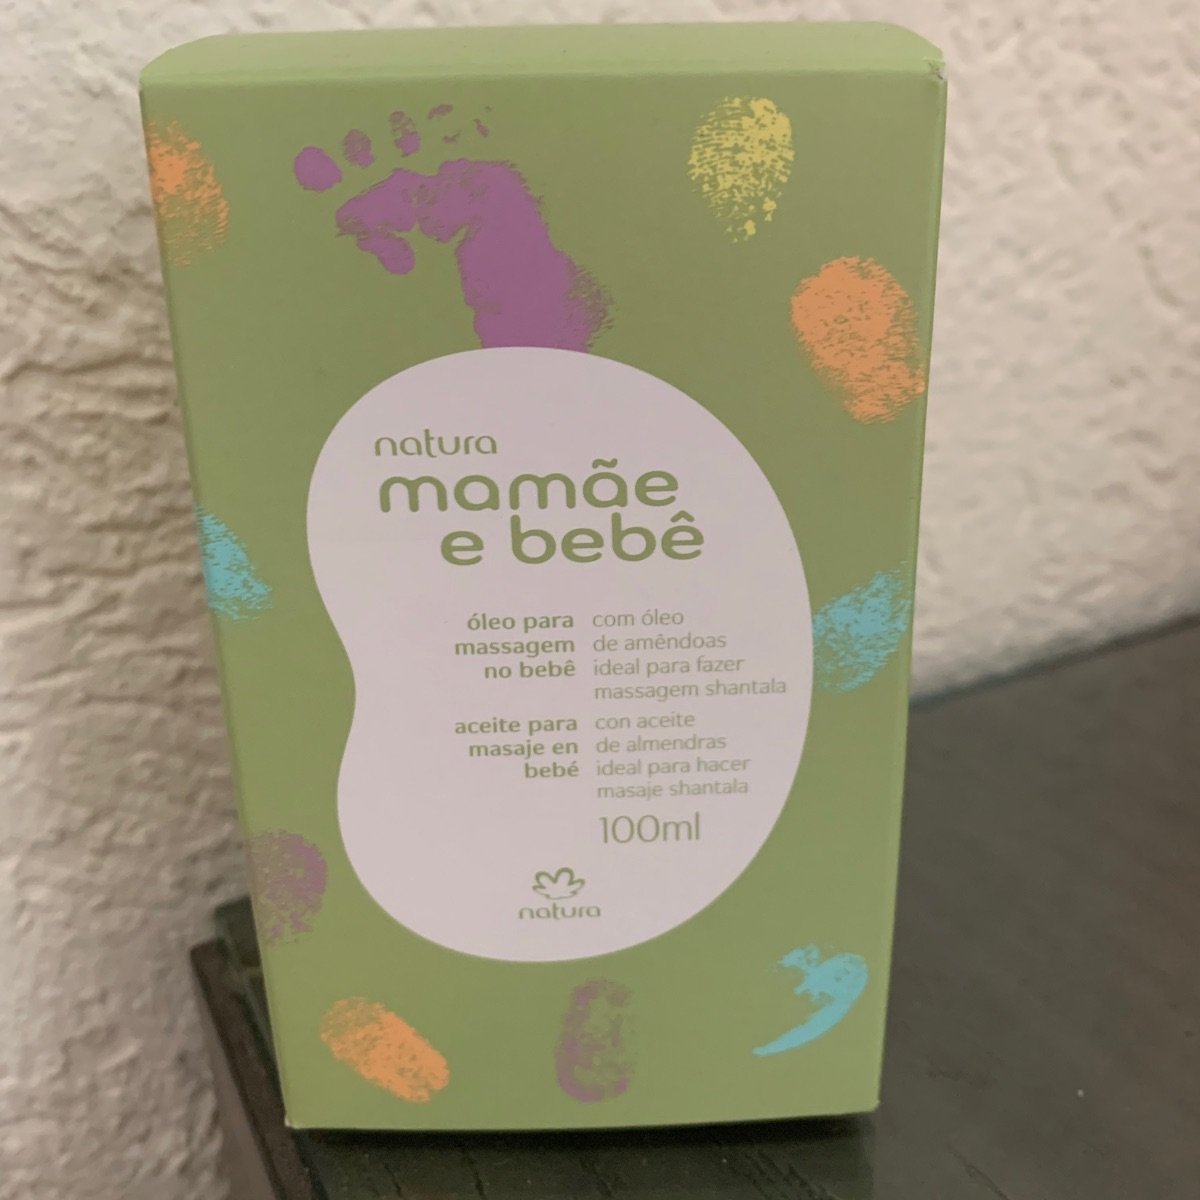 natura
mamãe
e bebê
óleo para
massagem
no bebê
com óleo
de amêndoas
ideal para fazer
massagem shantala
aceite para
masaje en
bebé
con aceite
de almendras
ideal para hacer
masaje shantala
100ml
natura